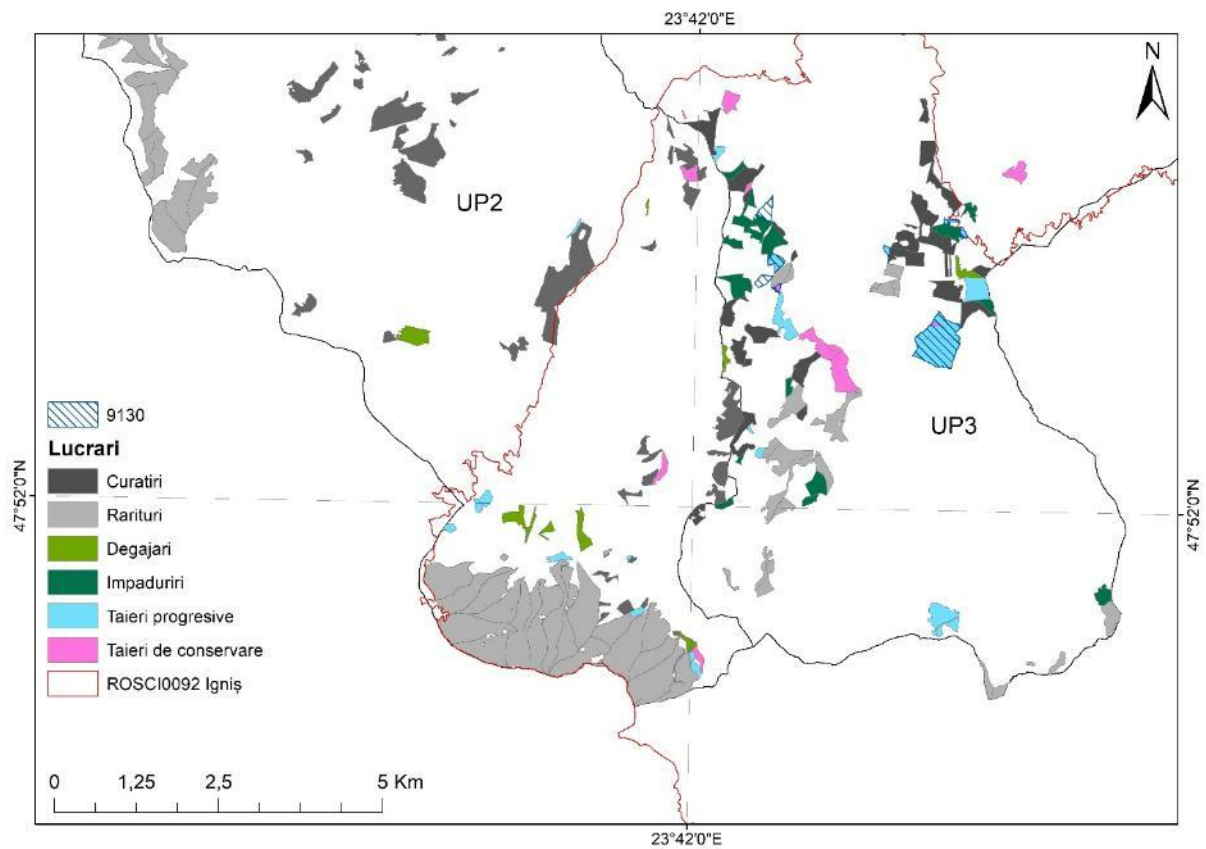 23°42'0"E
N
UP2
UP3
9130
Lucrari
Curatiri
Rarituri
Degajari
Impaduriri
Taieri progresive
Taieri de conservare
ROSCI0092 Igniș
47°52'0"N
47°52'0"N
0 1,25 2,5 5 Km
23°42'0"E